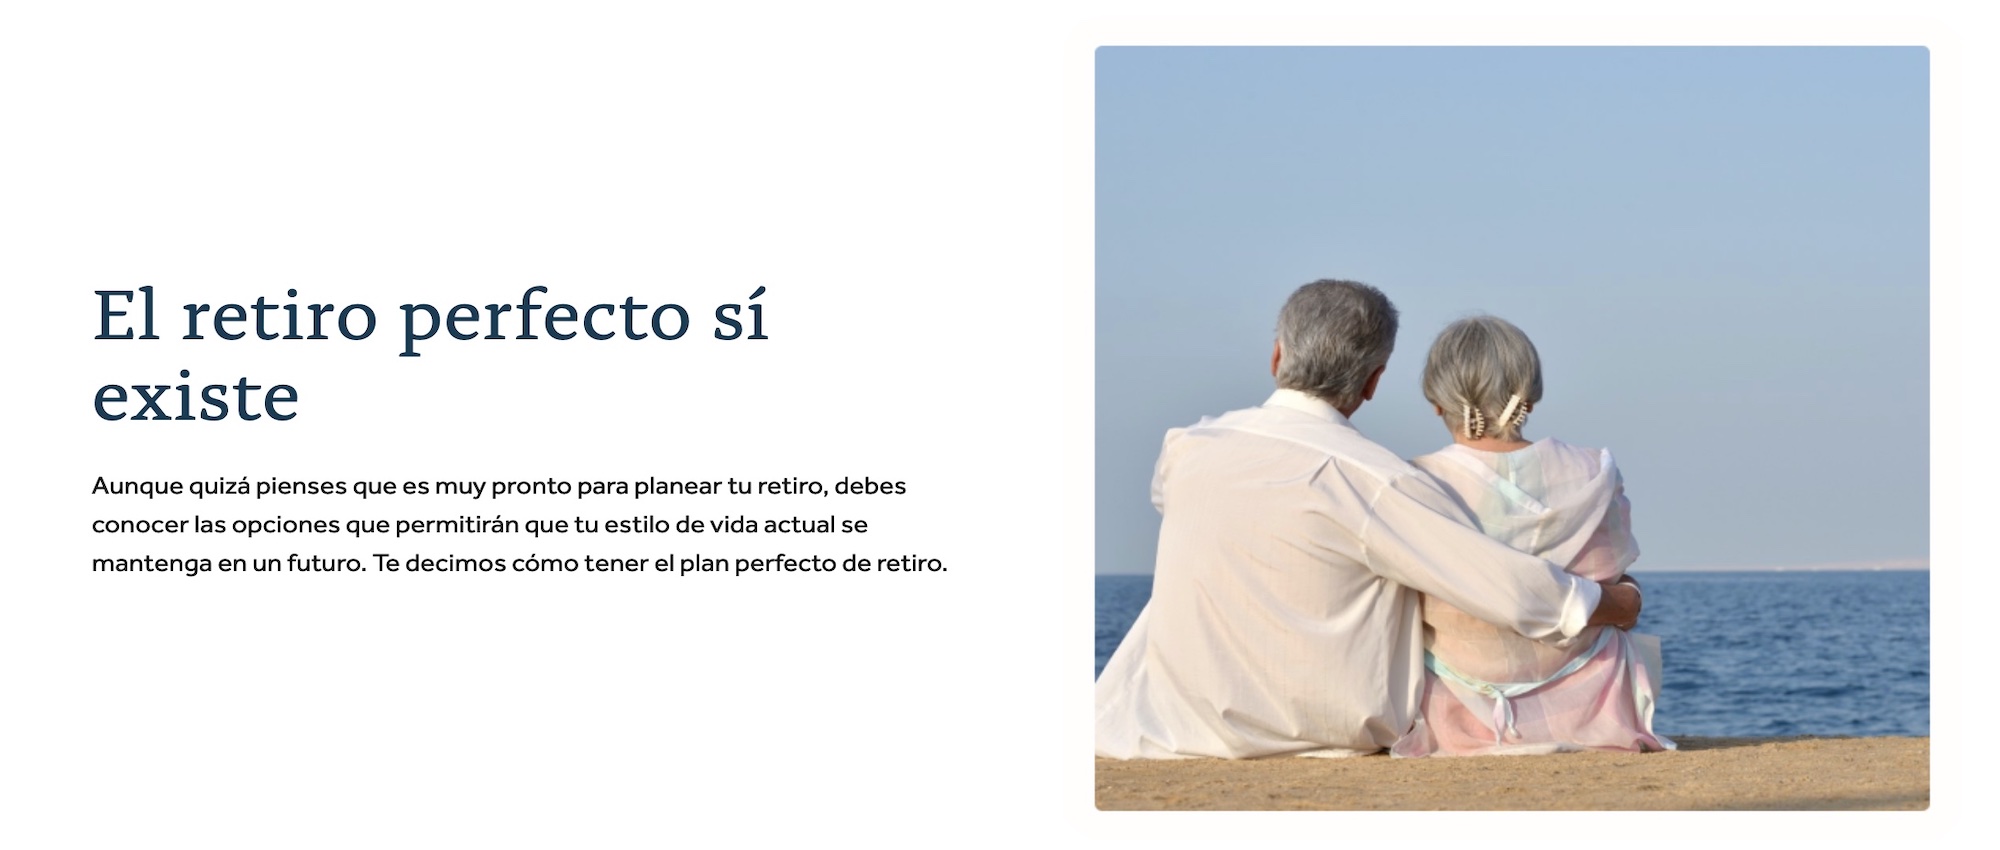 El retiro perfecto sí
existe
Aunque quizá pienses que es muy pronto para planear tu retiro, debes
conocer las opciones que permitirán que tu estilo de vida actual se
mantenga en un futuro. Te decimos cómo tener el plan perfecto de retiro.